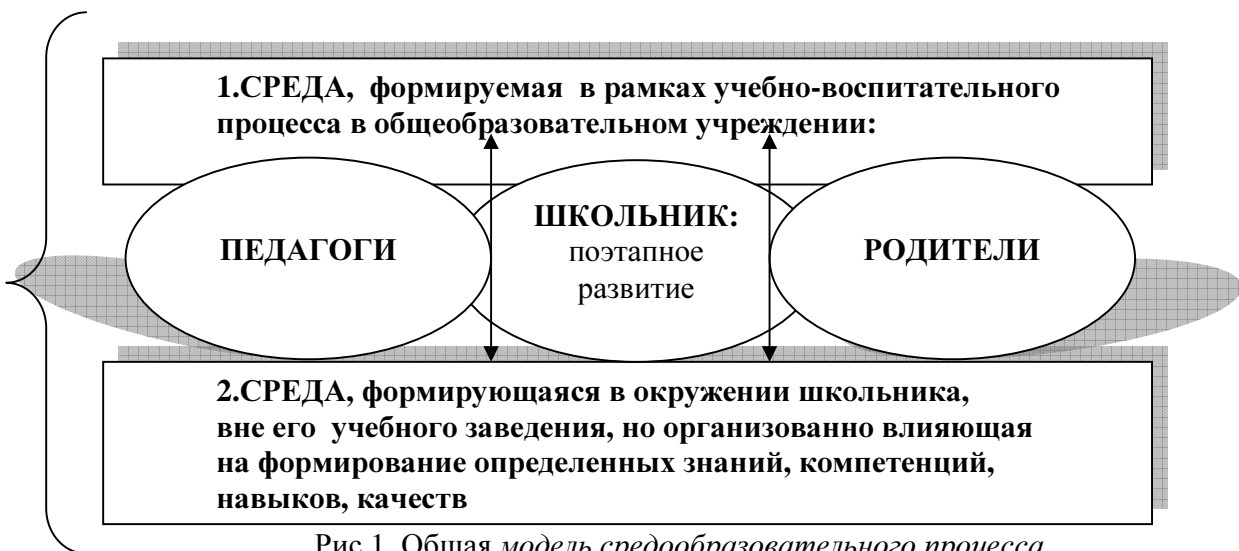 1.СРЕДА, формируемая в рамках учебно-воспитательного
процесса в общеобразовательном учреждении:
ПЕДАГОГИ
ШКОЛЬНИК:
поэтапное
развитие
РОДИТЕЛИ
2.СРЕДА, формирующаяся в окружении школьника,
вне его учебного заведения, но организованно влияющая
на формирование определенных знаний, компетенций,
навыков, качеств
Рис.1. Общая модель средообразовательного процесса